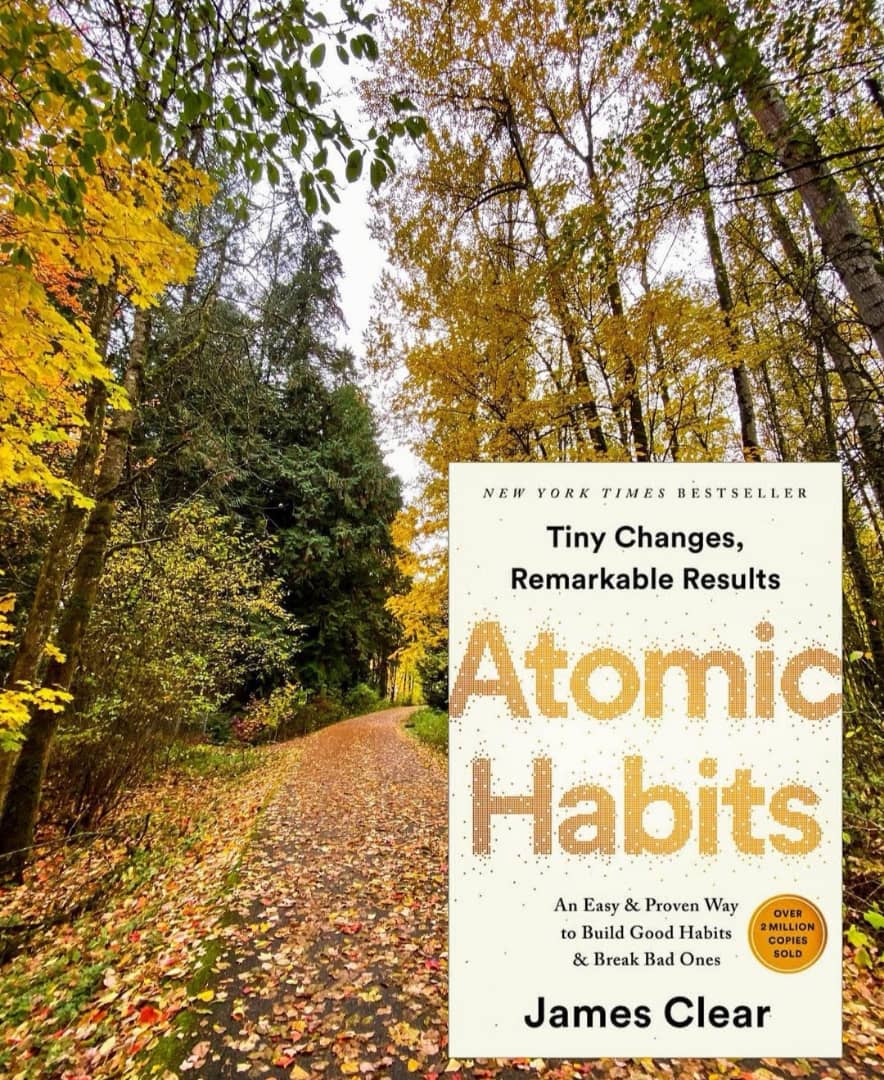 NEW YORK TIMES BESTSELLER
Tiny Changes,
Remarkable Results
Atomic
Habits
An Easy & Proven Way
to Build Good Habits
& Break Bad Ones
OVER
2 MILLION
COPIES
SOLD
James Clear